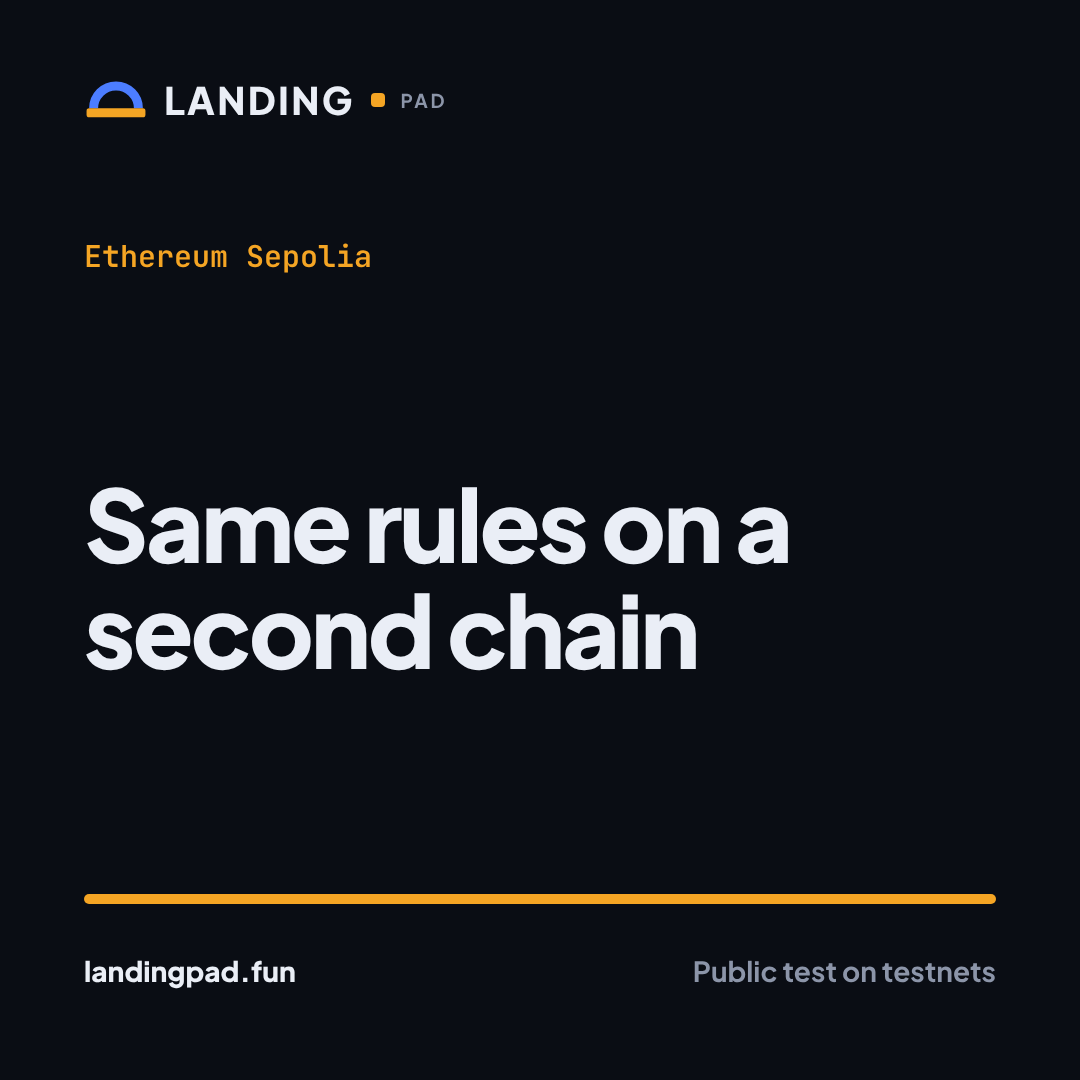 LANDING PAD
Ethereum Sepolia
Same rules on a
second chain
landingpad.fun
Public test on testnets